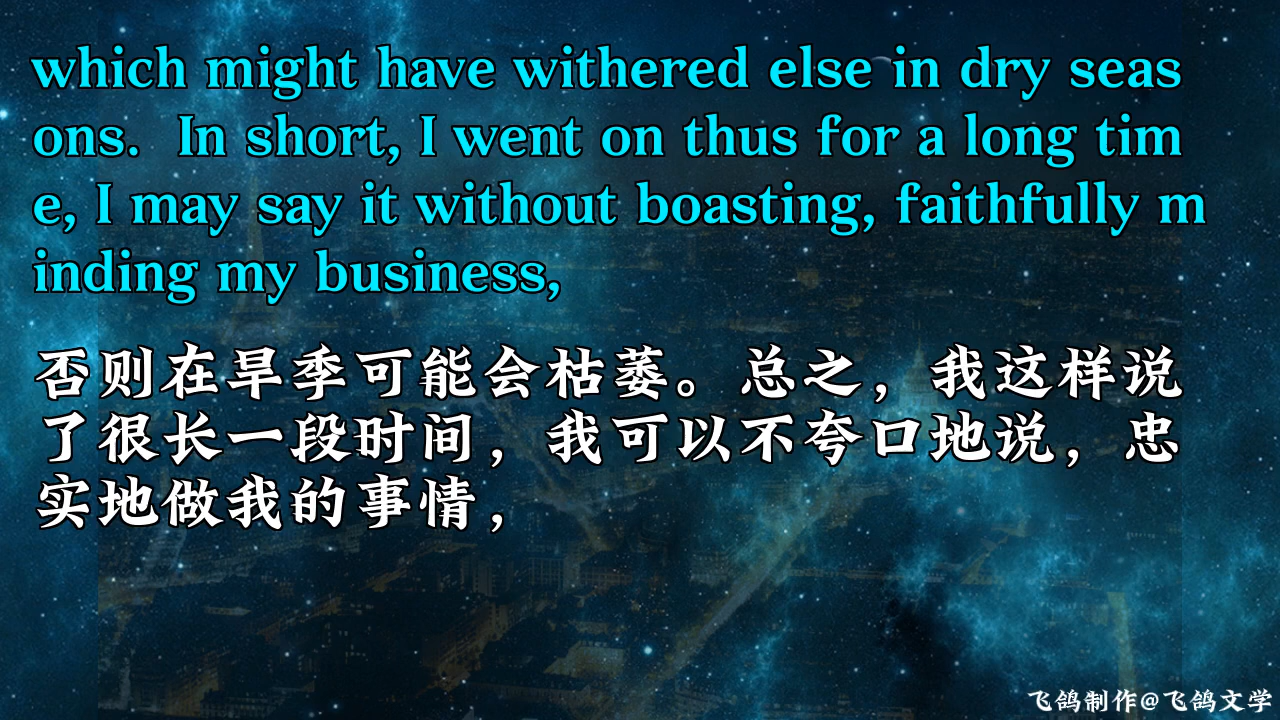 which might have withered else in dry seas
ons.  In short, I went on thus for a long tim
e, I may say it without boasting, faithfully m
inding my business,
否则在旱季可能会枯萎。总之，我这样说
了很长一段时间，我可以不夸口地说，忠
实地做我的事情，
飞鸽制作@飞鸽文学